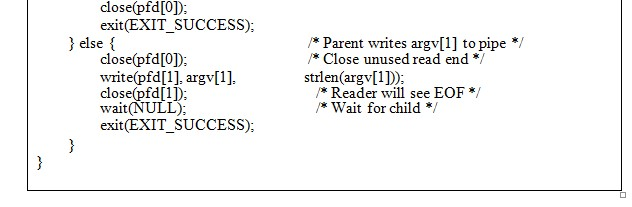 close(pfd[0]);
exit(EXIT_SUCCESS);
} else { /* Parent writes argv[1] to pipe */
close(pfd[0]); /* Close unused read end */
write(pfd[1], argv[1], strlen(argv[1]));
close(pfd[1]); /* Reader will see EOF */
wait(NULL); /* Wait for child */
exit(EXIT_SUCCESS);
}
}